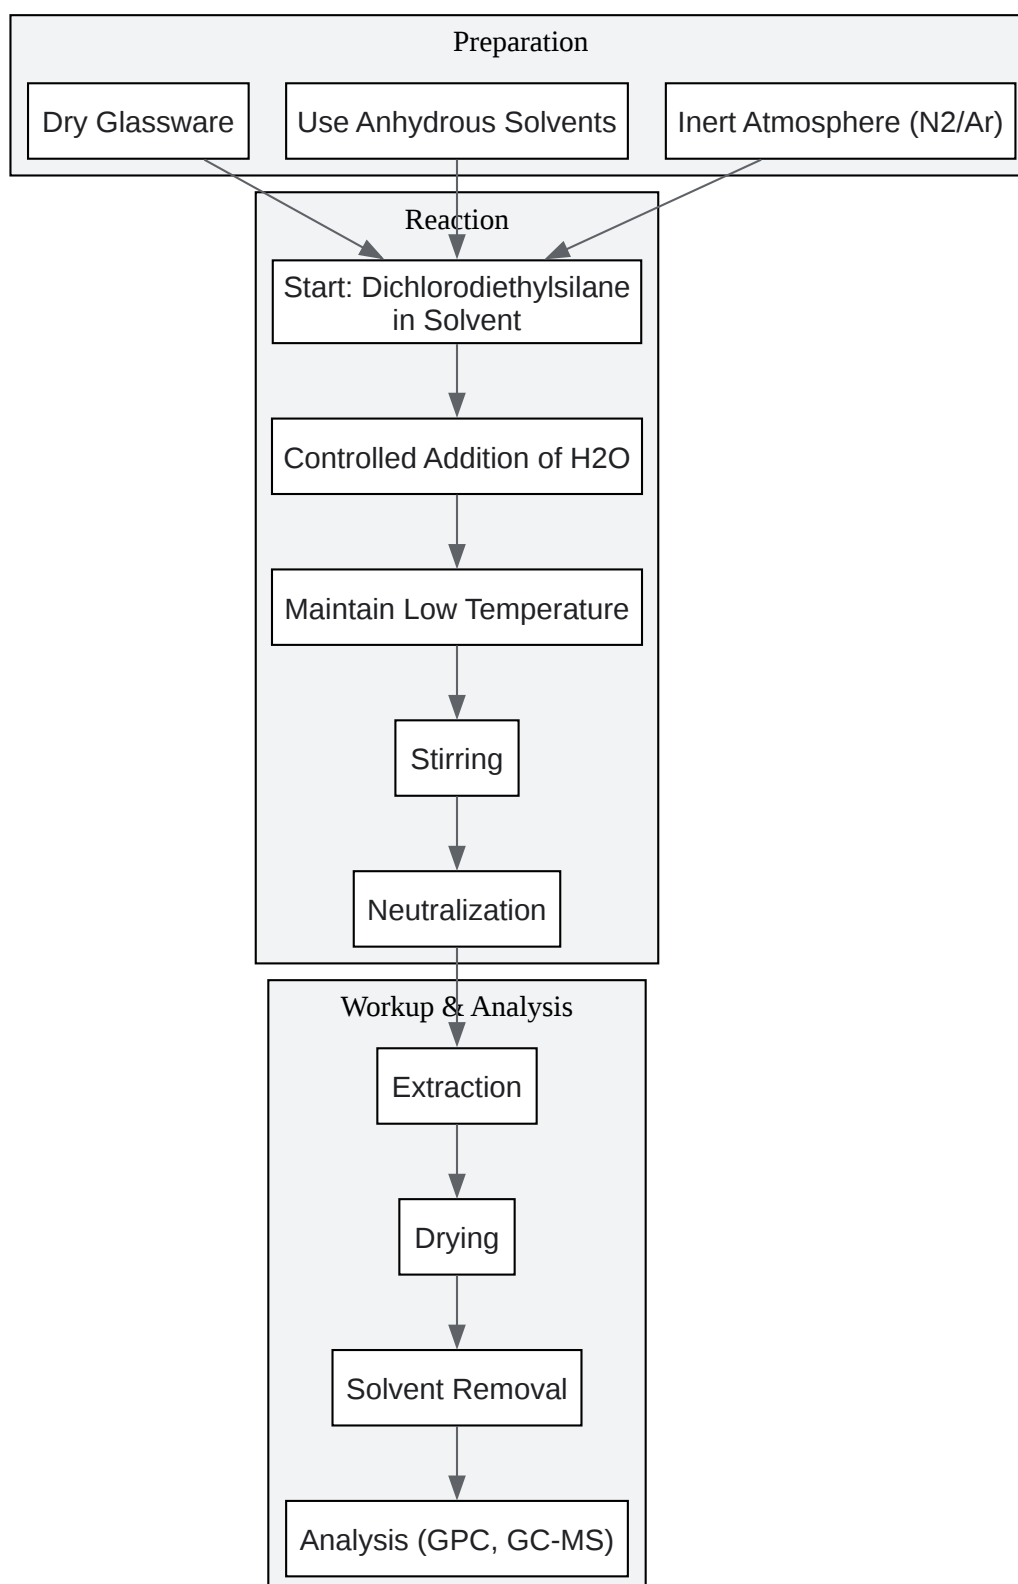 Preparation
Dry Glassware
Use Anhydrous Solvents
Inert Atmosphere (N2/Ar)
Reaction
Start: Dichlorodiethylsilane
in Solvent
Controlled Addition of H2O
Maintain Low Temperature
Stirring
Neutralization
Workup & Analysis
Extraction
Drying
Solvent Removal
Analysis (GPC, GC-MS)